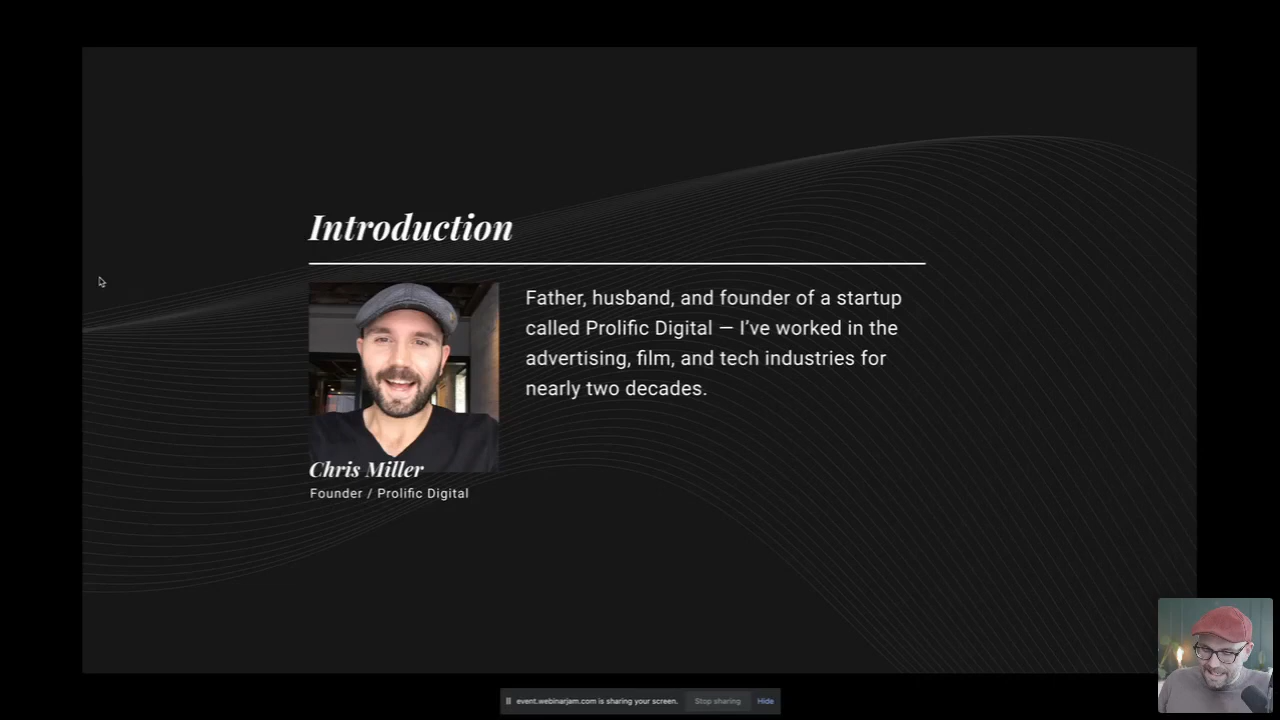 Introduction
Father, husband, and founder of a startup
called Prolific Digital — I’ve worked in the
advertising, film, and tech industries for
nearly two decades.
Chris Miller
Founder / Prolific Digital
event.webinarjam.com is sharing your screen. Stop sharing Hide